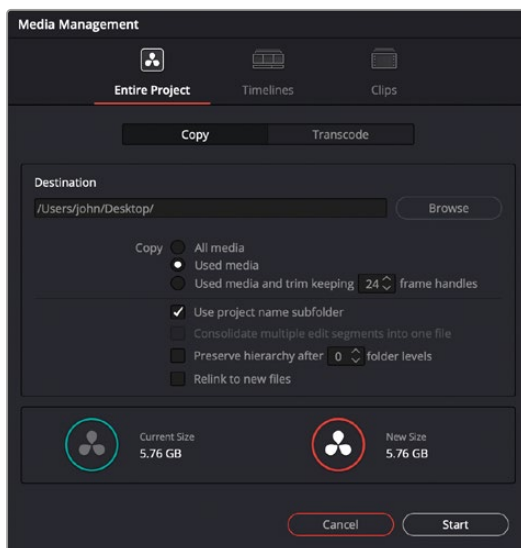 Media Management
Entire Project Timelines Clips
Copy Transcode
Destination
/Users/john/Desktop/ Browse
Copy All media
Used media
Used media and trim keeping 24 frame handles
Use project name subfolder
Consolidate multiple edit segments into one file
Preserve hierarchy after 0 folder levels
Relink to new files
Current Size New Size
5.76 GB 5.76 GB
Cancel Start